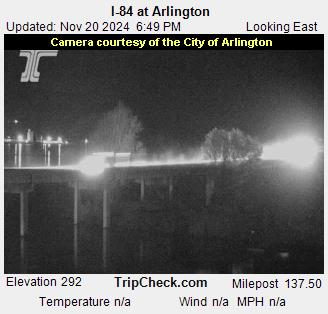 I-84 at Arlington
Updated: Nov 20 2024 6:49 PM Looking East
Camera courtesy of the City of Arlington
Elevation 292 TripCheck.com Milepost 137.50
Temperature n/a Wind n/a MPH n/a